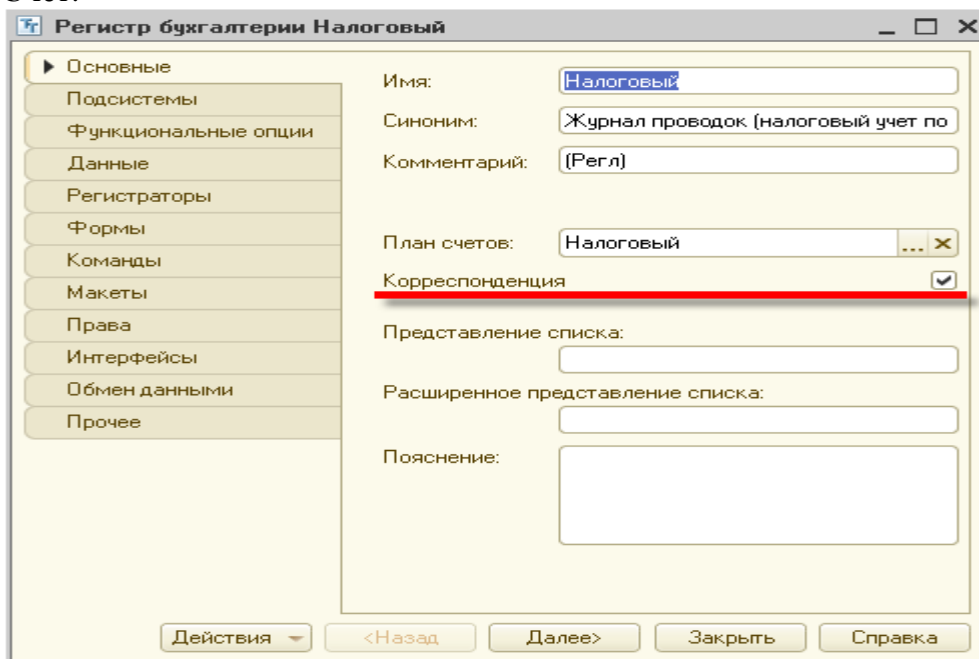 Регистр бухгалтерии Налоговый
Основные
Подсистемы
Функциональные опции
Данные
Регистраторы
Формы
Команды
Макеты
Права
Интерфейсы
Обмен данными
Прочее
Имя: Налоговый
Синоним: Журнал проводок (налоговый учет по
Комментарий: (Регл)
План счетов: Налоговый ...
Корреспонденция
Представление списка:
Расширенное представление списка:
Пояснение:
Действия <Назад Далее> Закрыть Справка